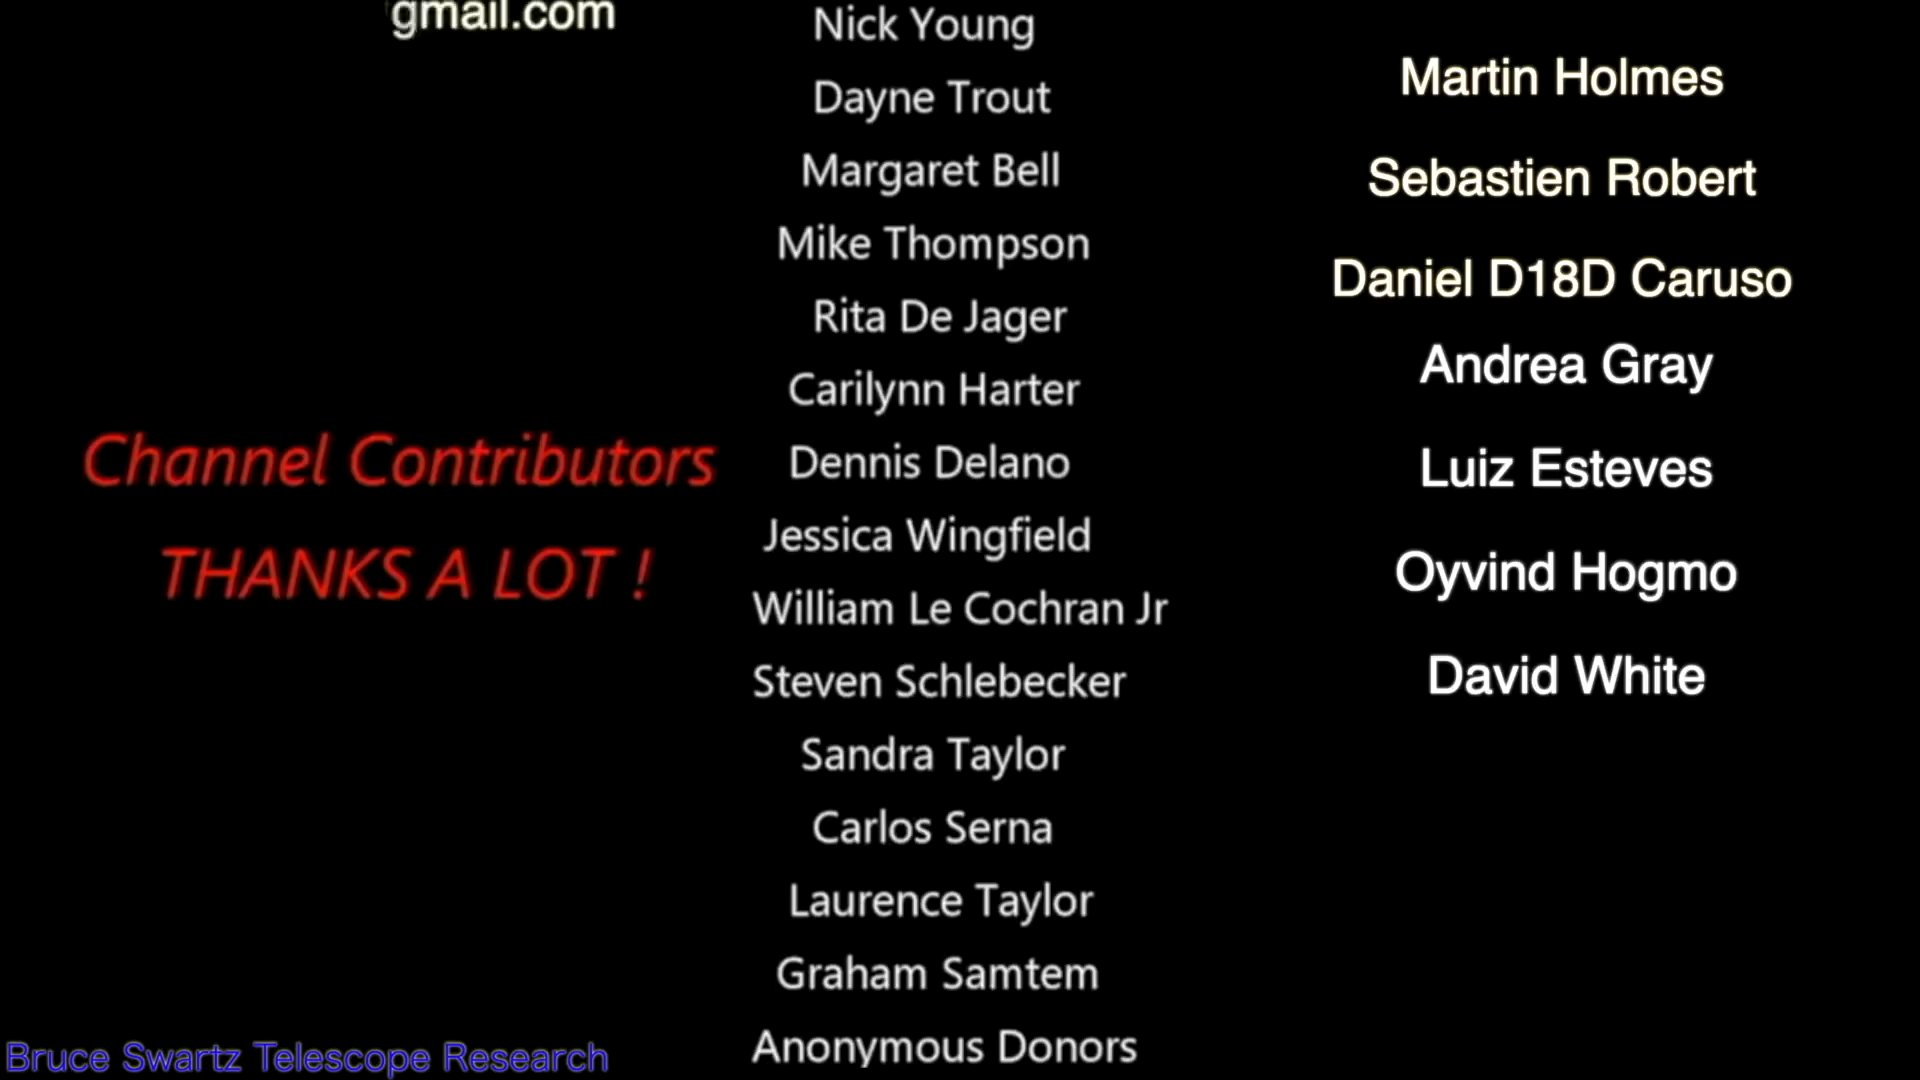 gmail.com
Channel Contributors
THANKS A LOT !
Nick Young
Dayne Trout
Margaret Bell
Mike Thompson
Rita De Jager
Carilynn Harter
Dennis Delano
Jessica Wingfield
William Le Cochran Jr
Steven Schlebecker
Sandra Taylor
Carlos Serna
Laurence Taylor
Graham Samtem
Anonymous Donors
Martin Holmes
Sebastien Robert
Daniel D18D Caruso
Andrea Gray
Luiz Esteves
Oyvind Hogmo
David White
Bruce Swartz Telescope Research